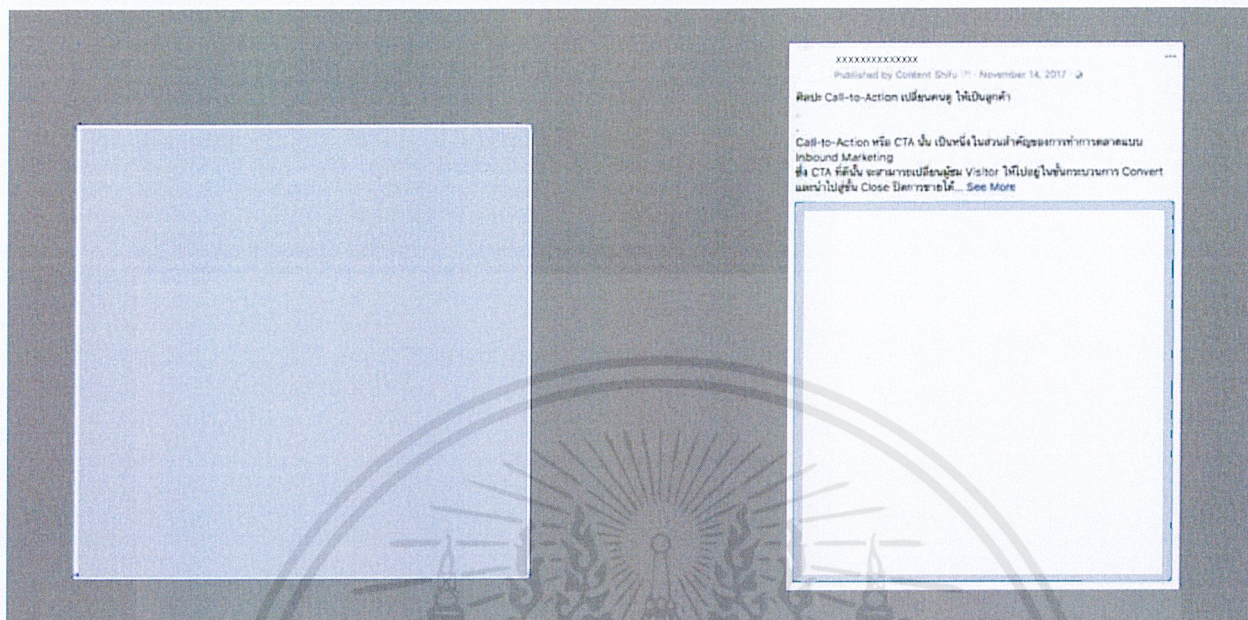 xxxxxxxxxxxxxx
Published by Content Shifu · November 14, 2017 ·
ศิลปะ Call-to-Action เปลี่ยนคนดู ให้เป็นลูกค้า
.
.
Call-to-Action หรือ CTA นั้น เป็นหนึ่งในส่วนสำคัญของการทำการตลาดแบบ
Inbound Marketing
ซึ่ง CTA ที่ดีนั้น จะสามารถเปลี่ยนผู้ชม Visitor ให้ไปอยู่ในขั้นกระบวนการ Convert
และนำไปสู่ขั้น Close ปิดการขายได้... See More